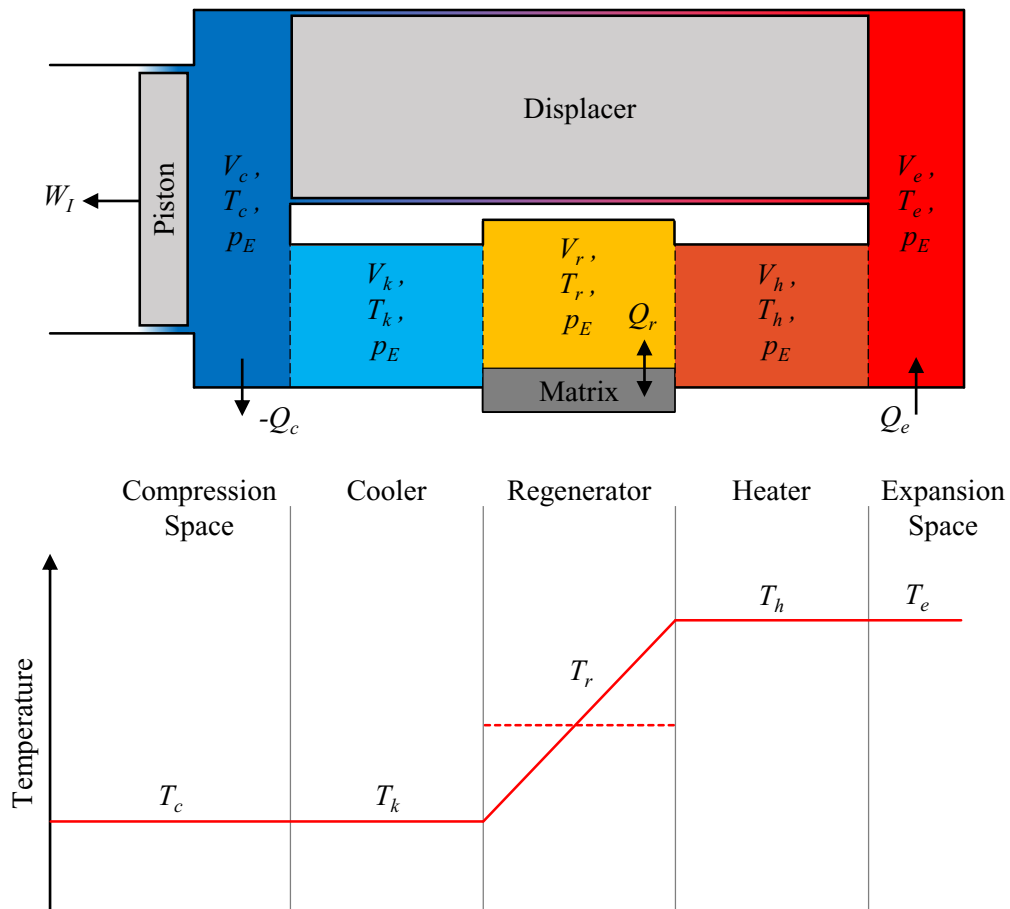 Displacer
Piston
W_I
V_c ,
T_c ,
p_E
V_k ,
T_k ,
p_E
V_r ,
T_r ,
p_E
V_h ,
T_h ,
p_E
V_e ,
T_e ,
p_E
Q_r
Matrix
-Q_c
Q_e
Compression
Space
Cooler
Regenerator
Heater
Expansion
Space
Temperature
T_c
T_k
T_r
T_h
T_e